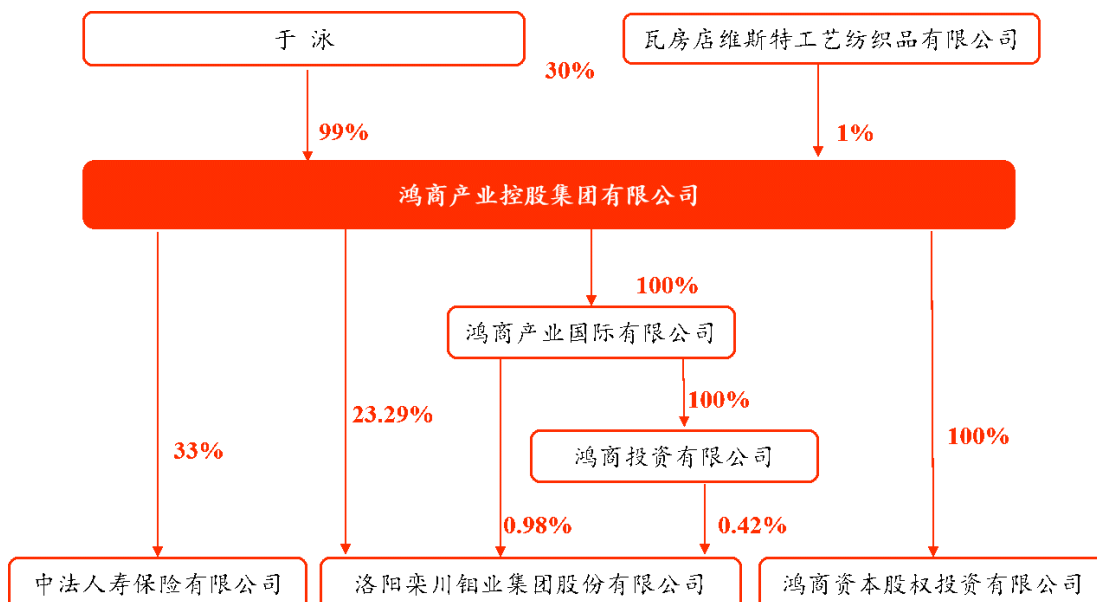 于 泳
瓦房店维斯特工艺纺织品有限公司
30%
99%
1%
鸿商产业控股集团有限公司
100%
鸿商产业国际有限公司
23.29%
100%
33%
鸿商投资有限公司
100%
0.98%
0.42%
中法人寿保险有限公司
洛阳栾川钼业集团股份有限公司
鸿商资本股权投资有限公司